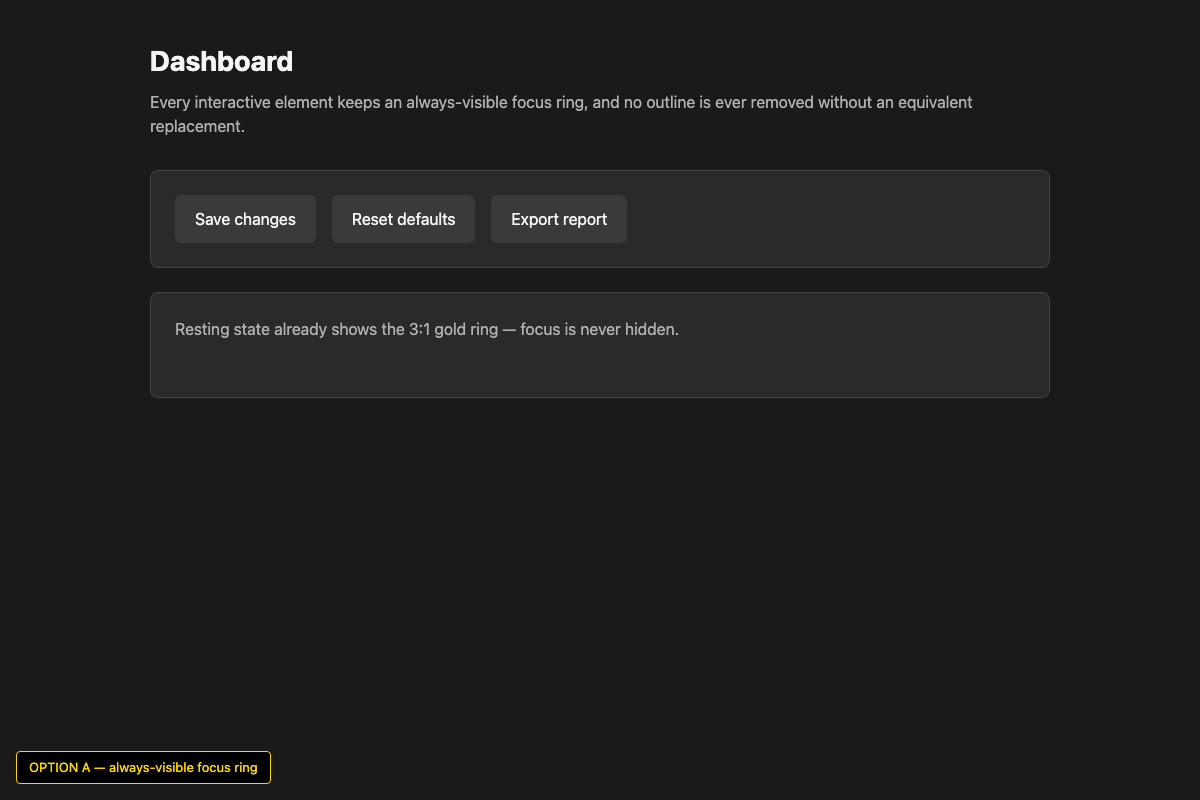 Dashboard
Every interactive element keeps an always-visible focus ring, and no outline is ever removed without an equivalent
replacement.
Save changes
Reset defaults
Export report
Resting state already shows the 3:1 gold ring — focus is never hidden.
OPTION A — always-visible focus ring